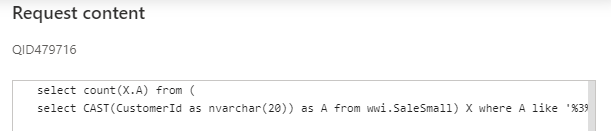 Request content
QID479716
select count(X.A) from (
select CAST(CustomerId as nvarchar(20)) as A from wwi.SaleSmall) X where A like '%3%